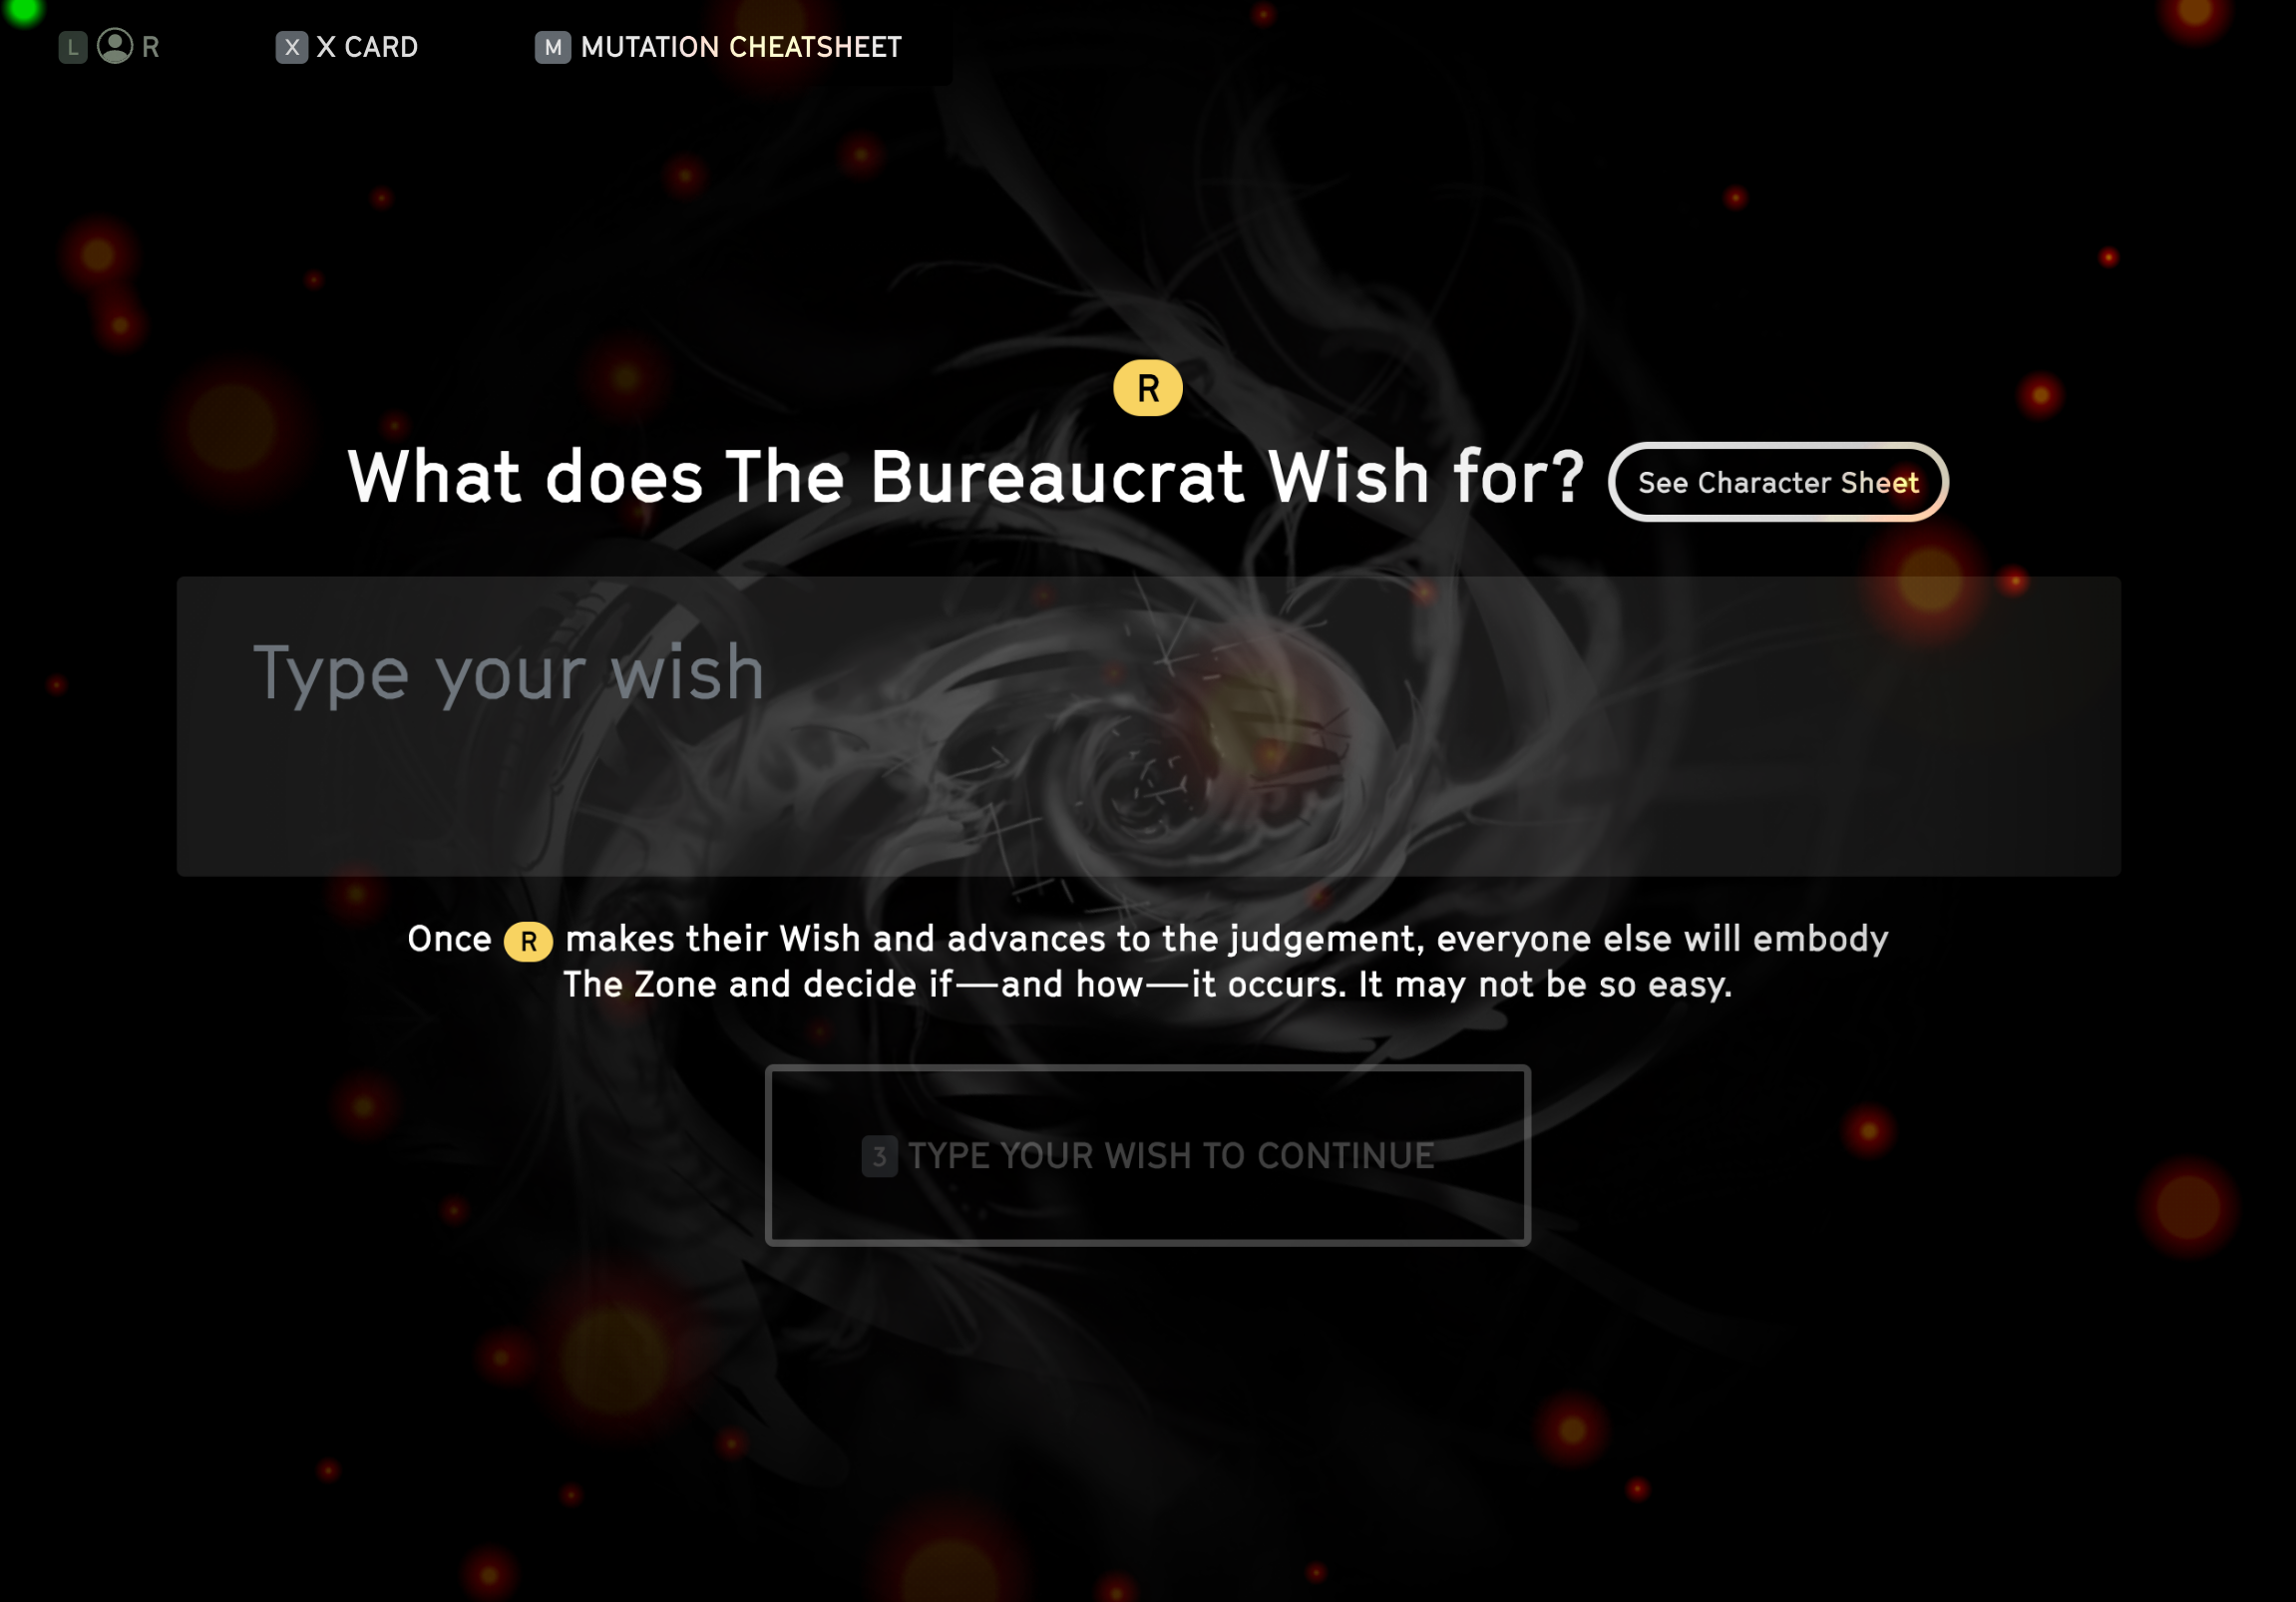 L R X X CARD M MUTATION CHEATSHEET
R
What does The Bureaucrat Wish for? See Character Sheet
Type your wish
Once R makes their Wish and advances to the judgement, everyone else will embody
The Zone and decide if—and how—it occurs. It may not be so easy.
3 TYPE YOUR WISH TO CONTINUE